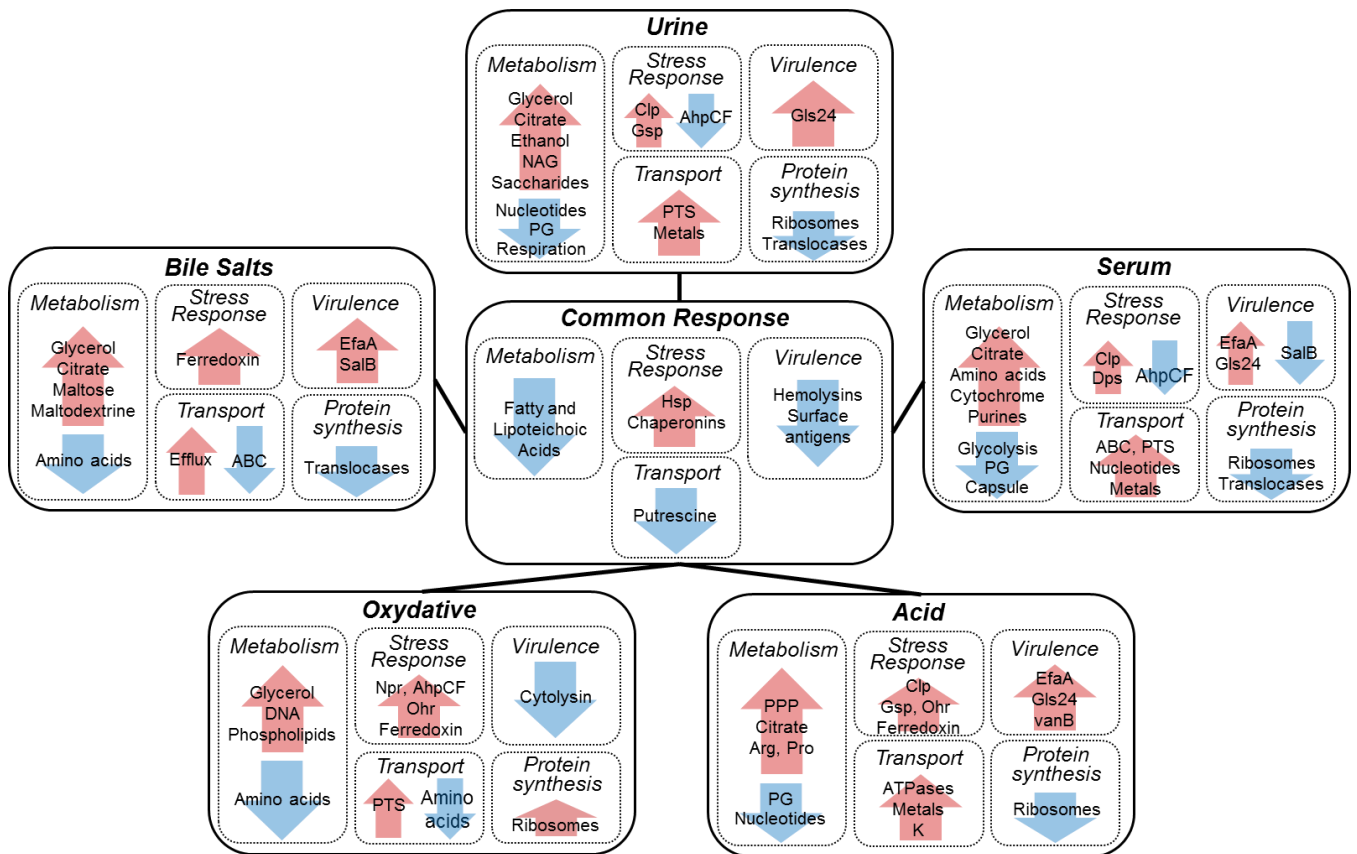 Urine
Metabolism
Glycerol
Citrate
Ethanol
NAG
Saccharides
Nucleotides
PG
Respiration
Stress
Response
Clp
Gsp
AhpCF
Virulence
Gls24
Transport
PTS
Metals
Protein
synthesis
Ribosomes
Translocases
Bile Salts
Metabolism
Glycerol
Citrate
Maltose
Maltodextrine
Amino acids
Stress
Response
Ferredoxin
Virulence
EfaA
SalB
Transport
Efflux
ABC
Protein
synthesis
Translocases
Common Response
Metabolism
Fatty and
Lipoteichoic
Acids
Stress
Response
Hsp
Chaperonins
Virulence
Hemolysins
Surface
antigens
Transport
Putrescine
Serum
Metabolism
Glycerol
Citrate
Amino acids
Cytochrome
Purines
Glycolysis
PG
Capsule
Stress
Response
Clp
Dps
AhpCF
Virulence
EfaA
Gls24
SalB
Transport
ABC, PTS
Nucleotides
Metals
Protein
synthesis
Ribosomes
Translocases
Oxydative
Metabolism
Glycerol
DNA
Phospholipids
Amino acids
Stress
Response
Npr, AhpCF
Ohr
Ferredoxin
Virulence
Cytolysin
Transport
PTS
Amino
acids
Protein
synthesis
Ribosomes
Acid
Metabolism
PPP
Citrate
Arg, Pro
PG
Nucleotides
Stress
Response
Clp
Gsp, Ohr
Ferredoxin
Virulence
EfaA
Gls24
vanB
Transport
ATPases
Metals
K
Protein
synthesis
Ribosomes